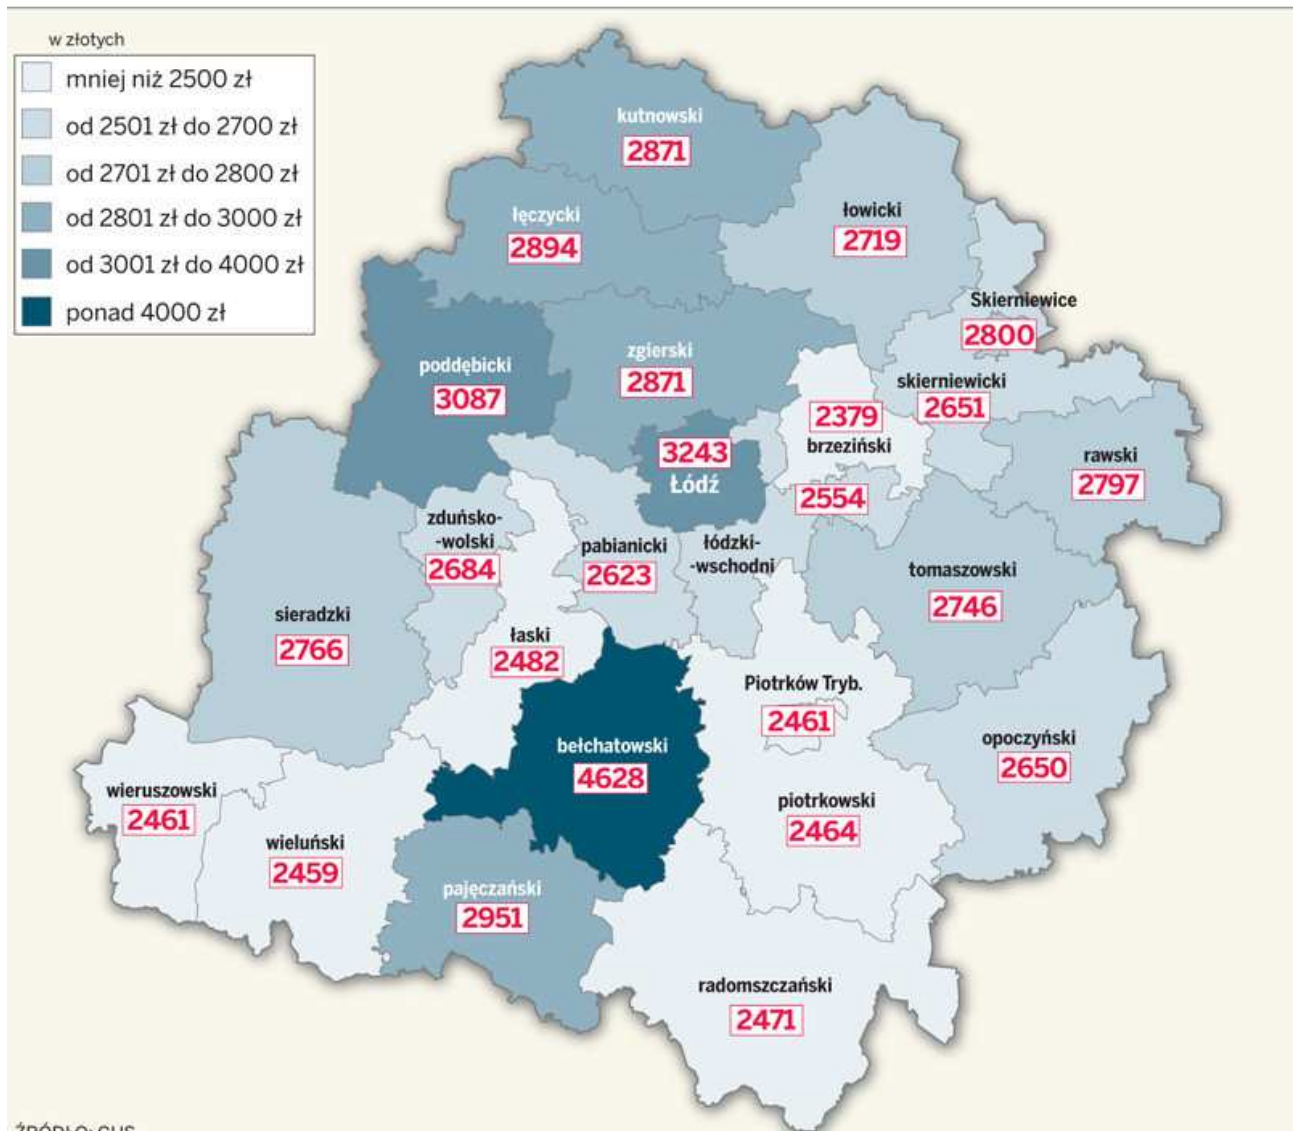 w złotych
mniej niż 2500 zł
od 2501 zł do 2700 zł
od 2701 zł do 2800 zł
od 2801 zł do 3000 zł
od 3001 zł do 4000 zł
ponad 4000 zł
kutnowski
2871
łęczycki
2894
łowicki
2719
Skierniewice
2800
poddębicki
3087
zgierski
2871
skierniewicki
2651
2379
brzeziński
3243
Łódź
rawski
2797
2554
łódzki-
-wschodni
zduńsko-
-wolski
2684
pabianicki
2623
tomaszowski
2746
sieradzki
2766
łaski
2482
Piotrków Tryb.
2461
bełchatowski
4628
opoczyński
2650
wieruszowski
2461
piotrkowski
2464
wieluński
2459
pajęczański
2951
radomszczański
2471
ŹRÓDŁO: GUS